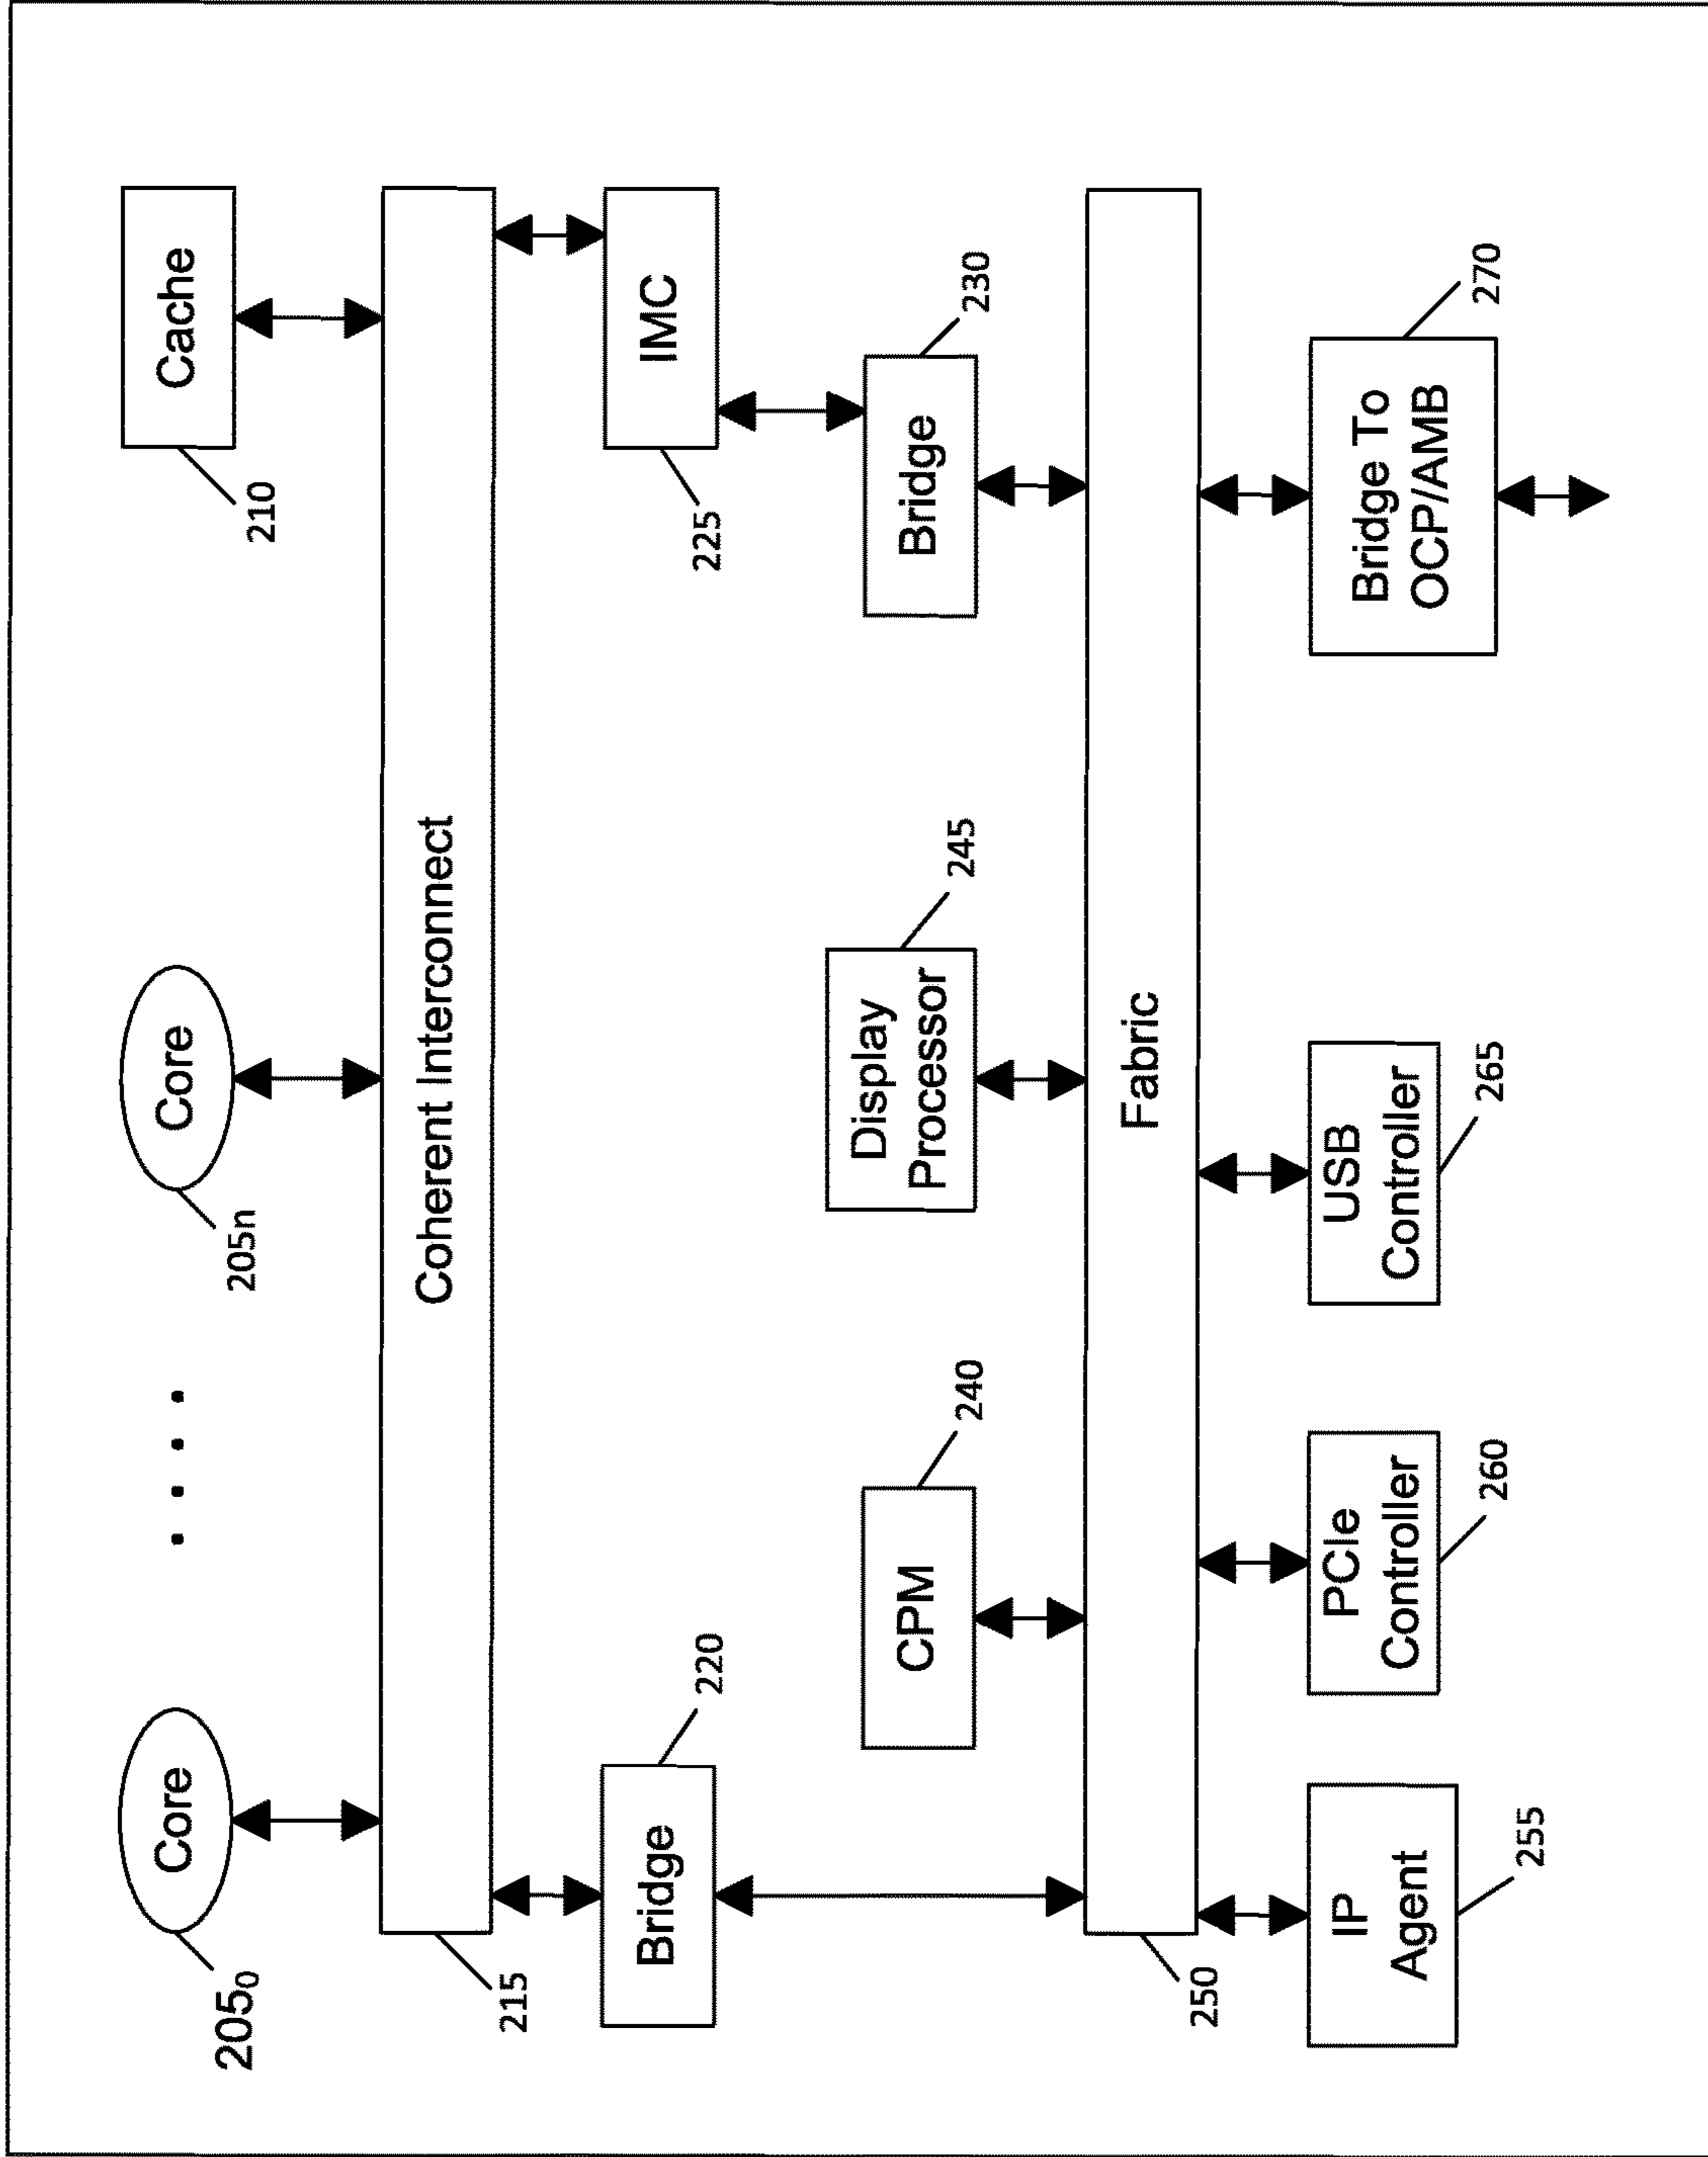 Core
Core
Cache
205₀
. . . .
205n
210
Coherent Interconnect
215
Bridge
220
IMC
225
CPM
240
Display
Processor
245
Bridge
230
Fabric
250
IP
Agent
255
PCIe
Controller
260
USB
Controller
265
Bridge To
OCP/AMB
270